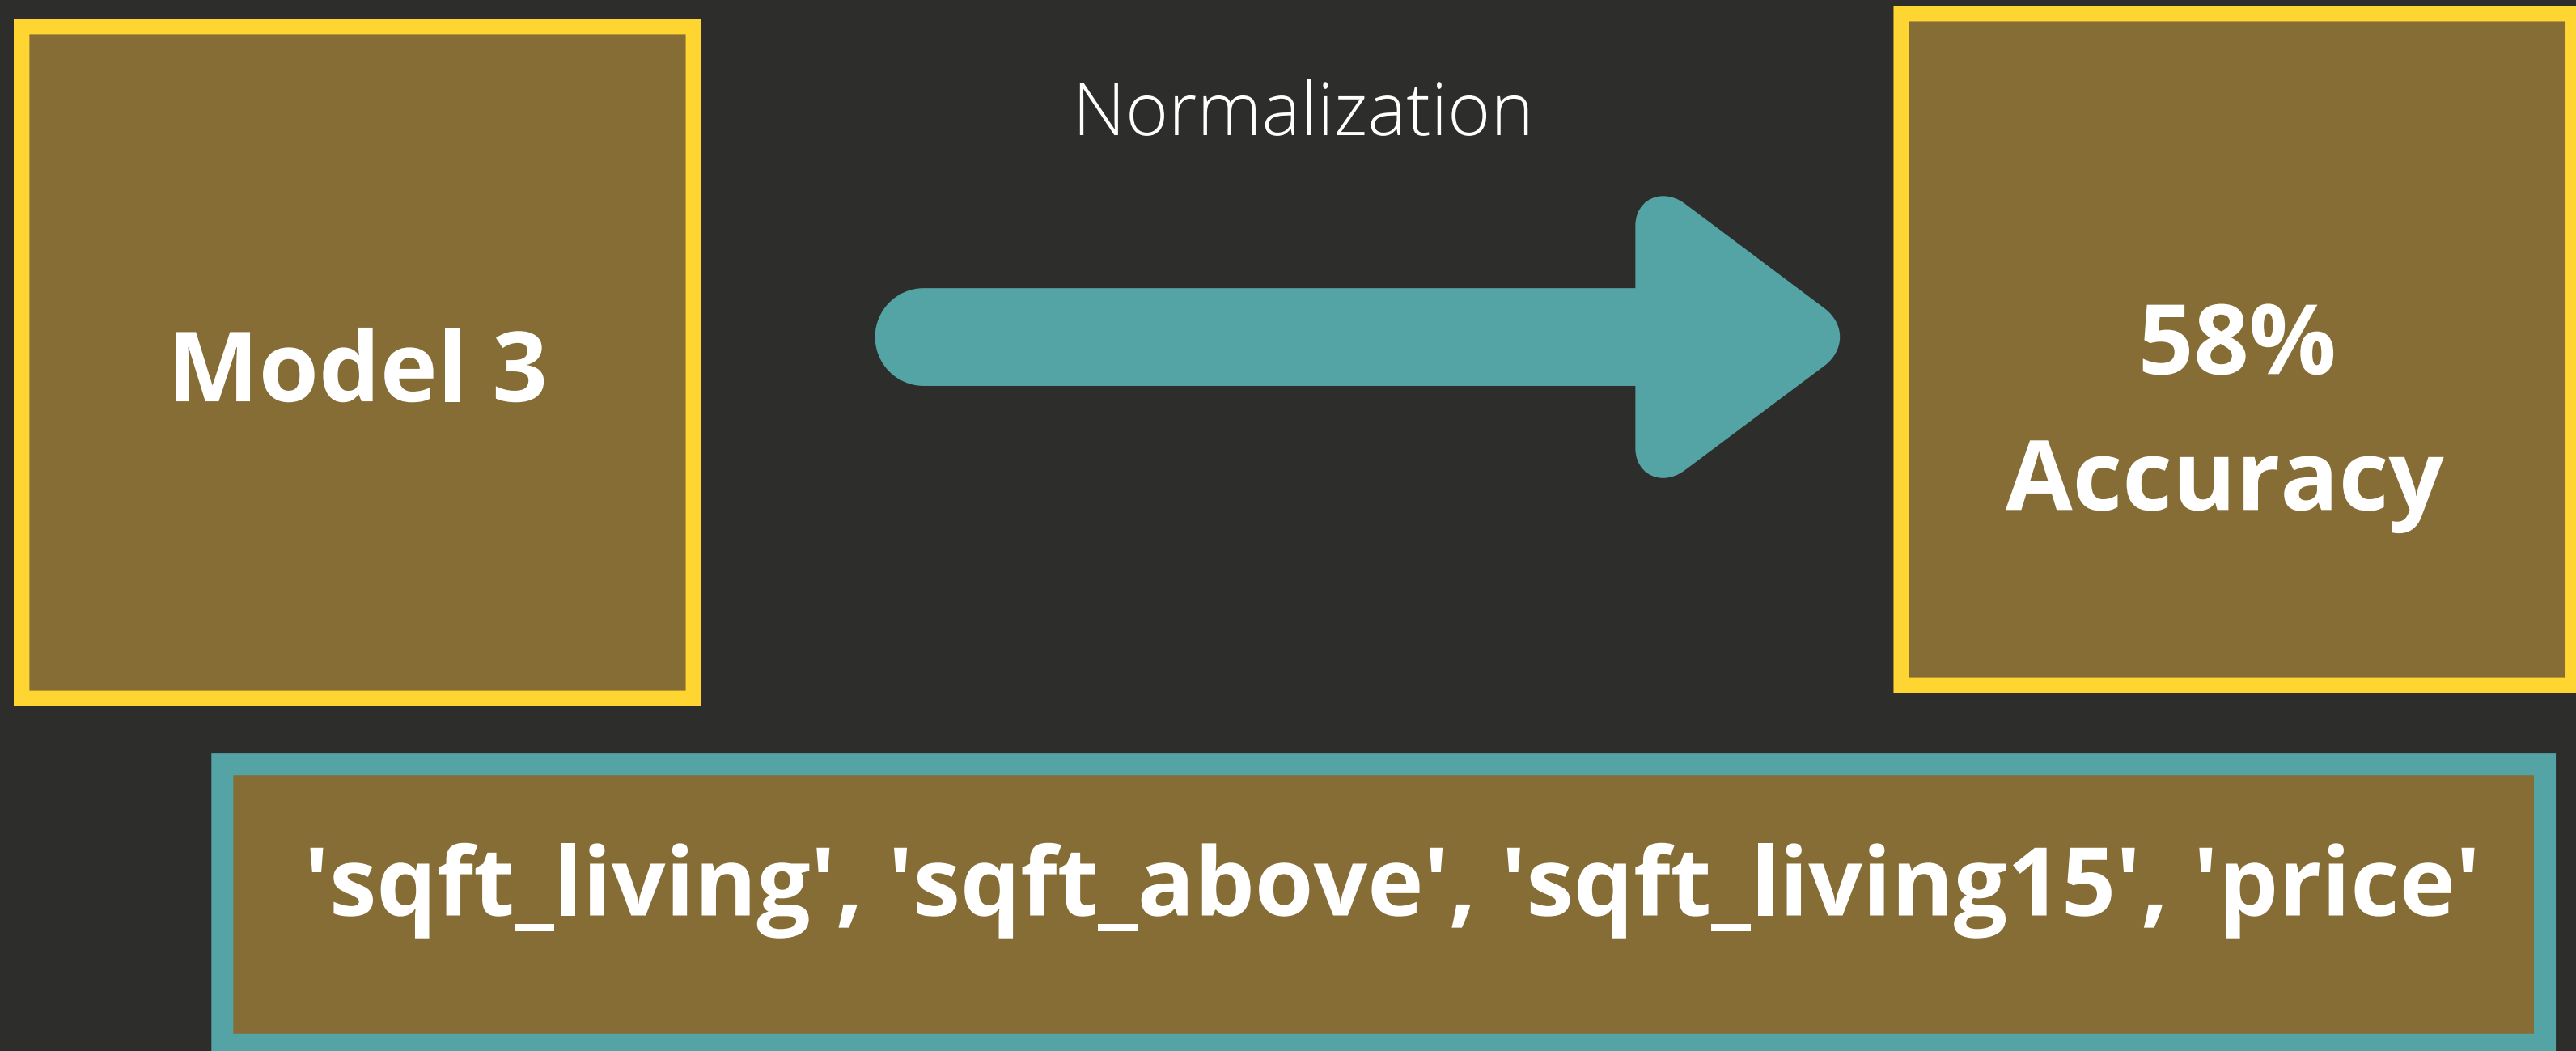 Normalization
Model 3
58%
Accuracy
'sqft_living', 'sqft_above', 'sqft_living15', 'price'